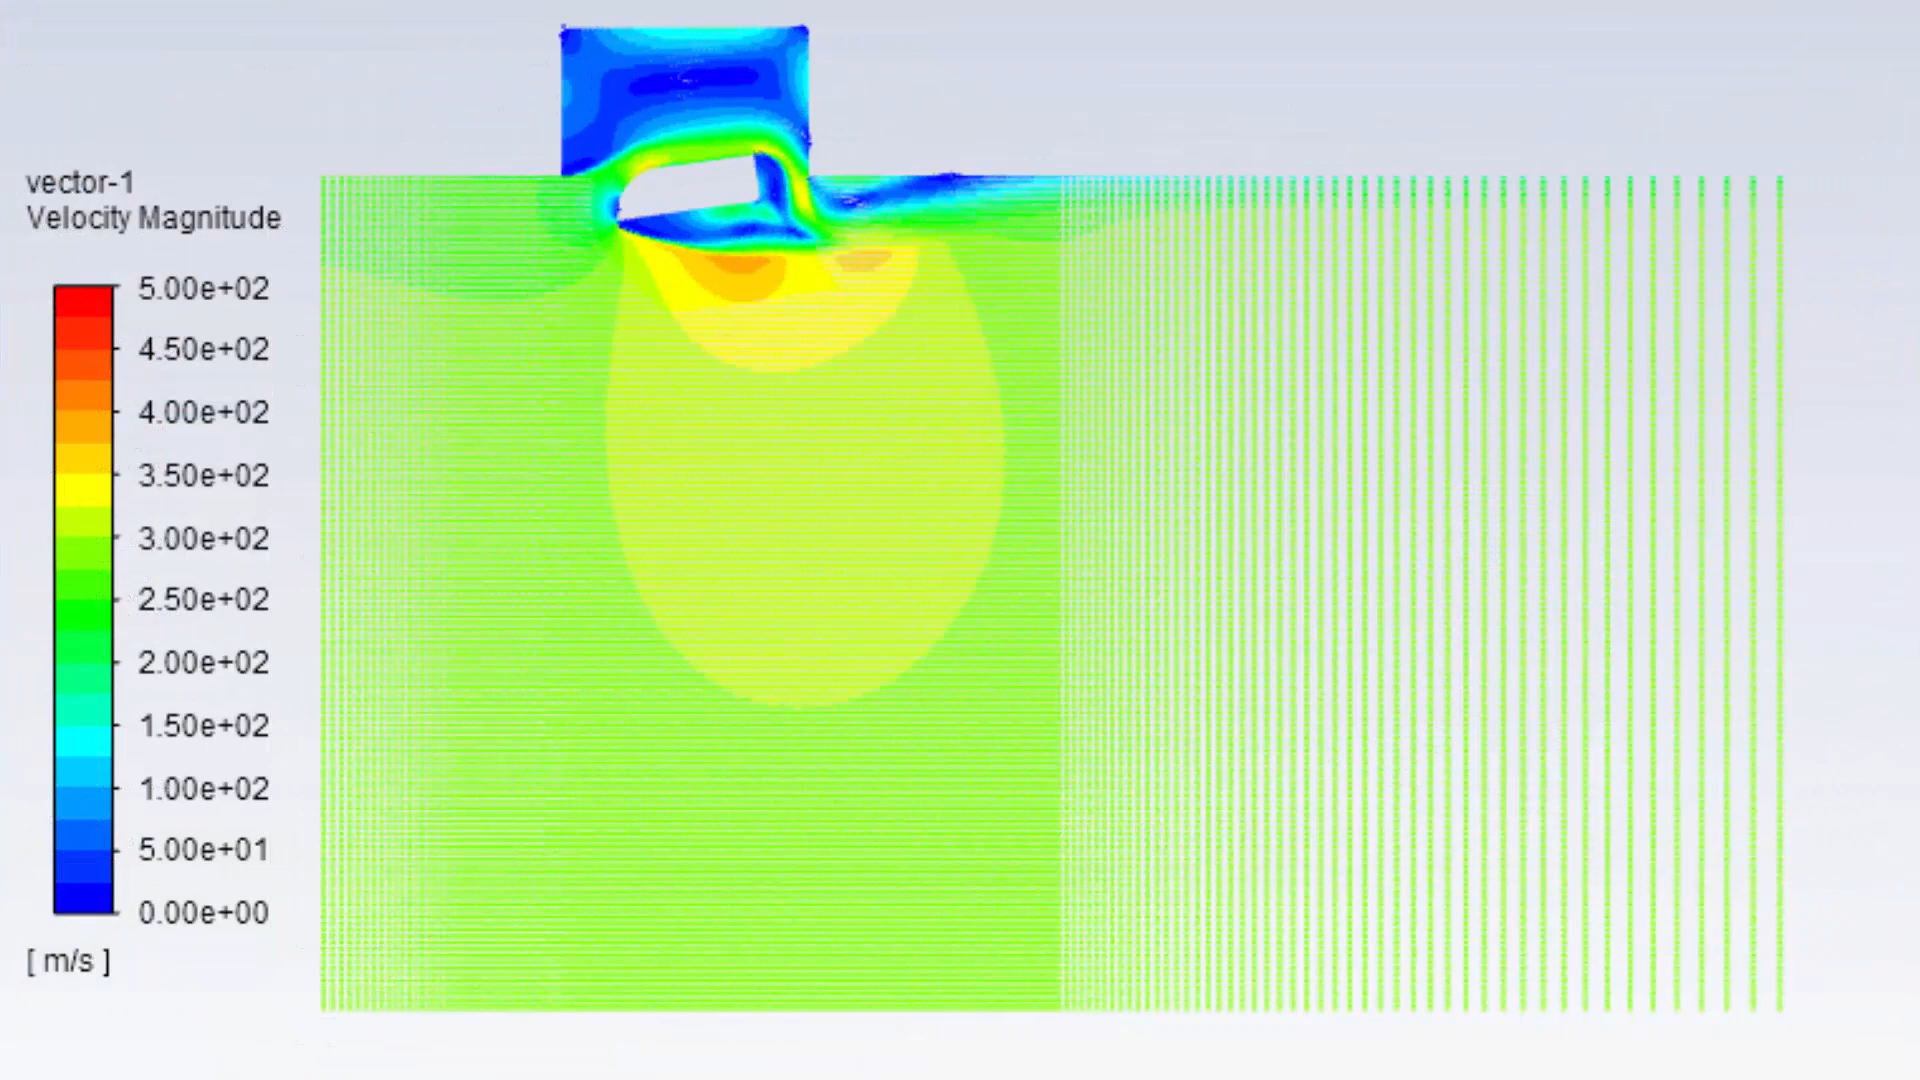 vector-1
Velocity Magnitude
5.00e+02
4.50e+02
4.00e+02
3.50e+02
3.00e+02
2.50e+02
2.00e+02
1.50e+02
1.00e+02
5.00e+01
0.00e+00
[ m/s ]